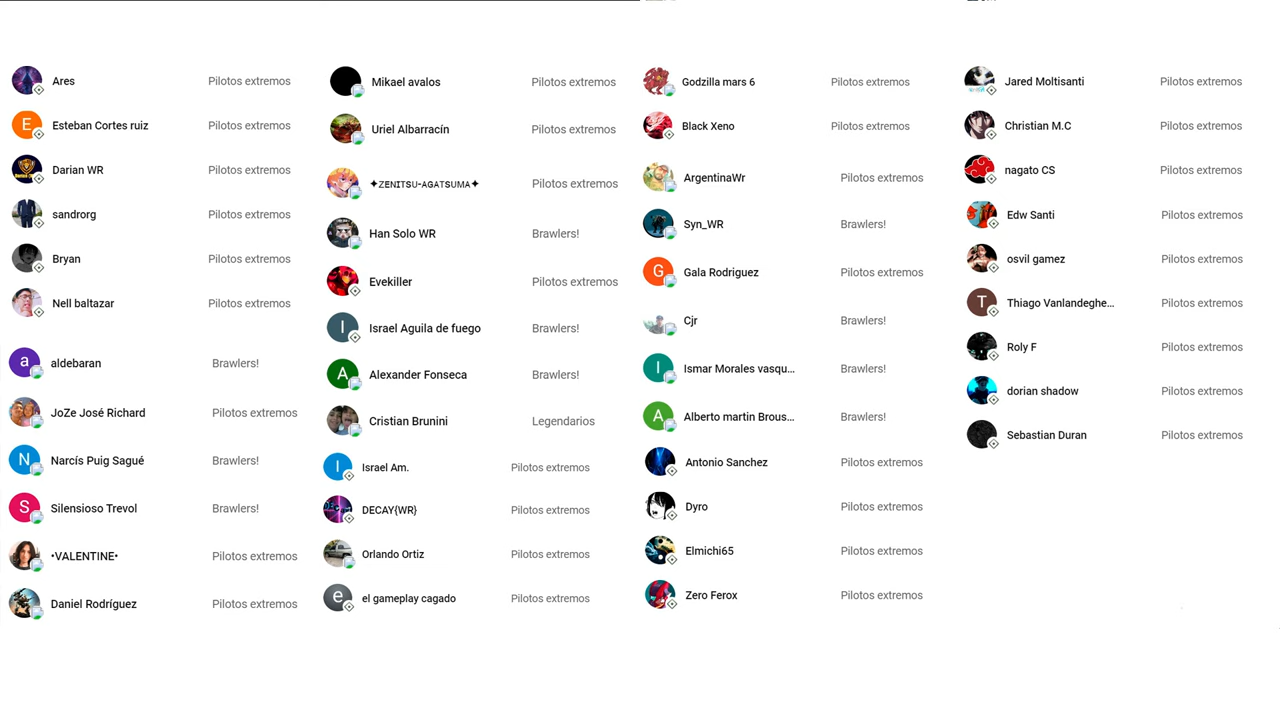 Ares Pilotos extremos
E Esteban Cortes ruiz Pilotos extremos
Darian WR Pilotos extremos
sandrorg Pilotos extremos
Bryan Pilotos extremos
Nell baltazar Pilotos extremos
a aldebaran Brawlers!
JoZe José Richard Pilotos extremos
N Narcís Puig Sagué Brawlers!
S Silensioso Trevol Brawlers!
•VALENTINE• Pilotos extremos
Daniel Rodríguez Pilotos extremos
Mikael avalos Pilotos extremos
Uriel Albarracín Pilotos extremos
✦ZENITSU-AGATSUMA✦ Pilotos extremos
Han Solo WR Brawlers!
Evekiller Pilotos extremos
I Israel Aguila de fuego Brawlers!
A Alexander Fonseca Brawlers!
Cristian Brunini Legendarios
I Israel Am. Pilotos extremos
DECAY{WR} Pilotos extremos
Orlando Ortiz Pilotos extremos
e el gameplay cagado Pilotos extremos
Godzilla mars 6 Pilotos extremos
Black Xeno Pilotos extremos
ArgentinaWr Pilotos extremos
Syn_WR Brawlers!
G Gala Rodriguez Pilotos extremos
Cjr Brawlers!
I Ismar Morales vasqu... Brawlers!
A Alberto martin Brous... Brawlers!
Antonio Sanchez Pilotos extremos
Dyro Pilotos extremos
Elmichi65 Pilotos extremos
Zero Ferox Pilotos extremos
Jared Moltisanti Pilotos extremos
Christian M.C Pilotos extremos
nagato CS Pilotos extremos
Edw Santi Pilotos extremos
osvil gamez Pilotos extremos
T Thiago Vanlandeghe... Pilotos extremos
Roly F Pilotos extremos
dorian shadow Pilotos extremos
Sebastian Duran Pilotos extremos